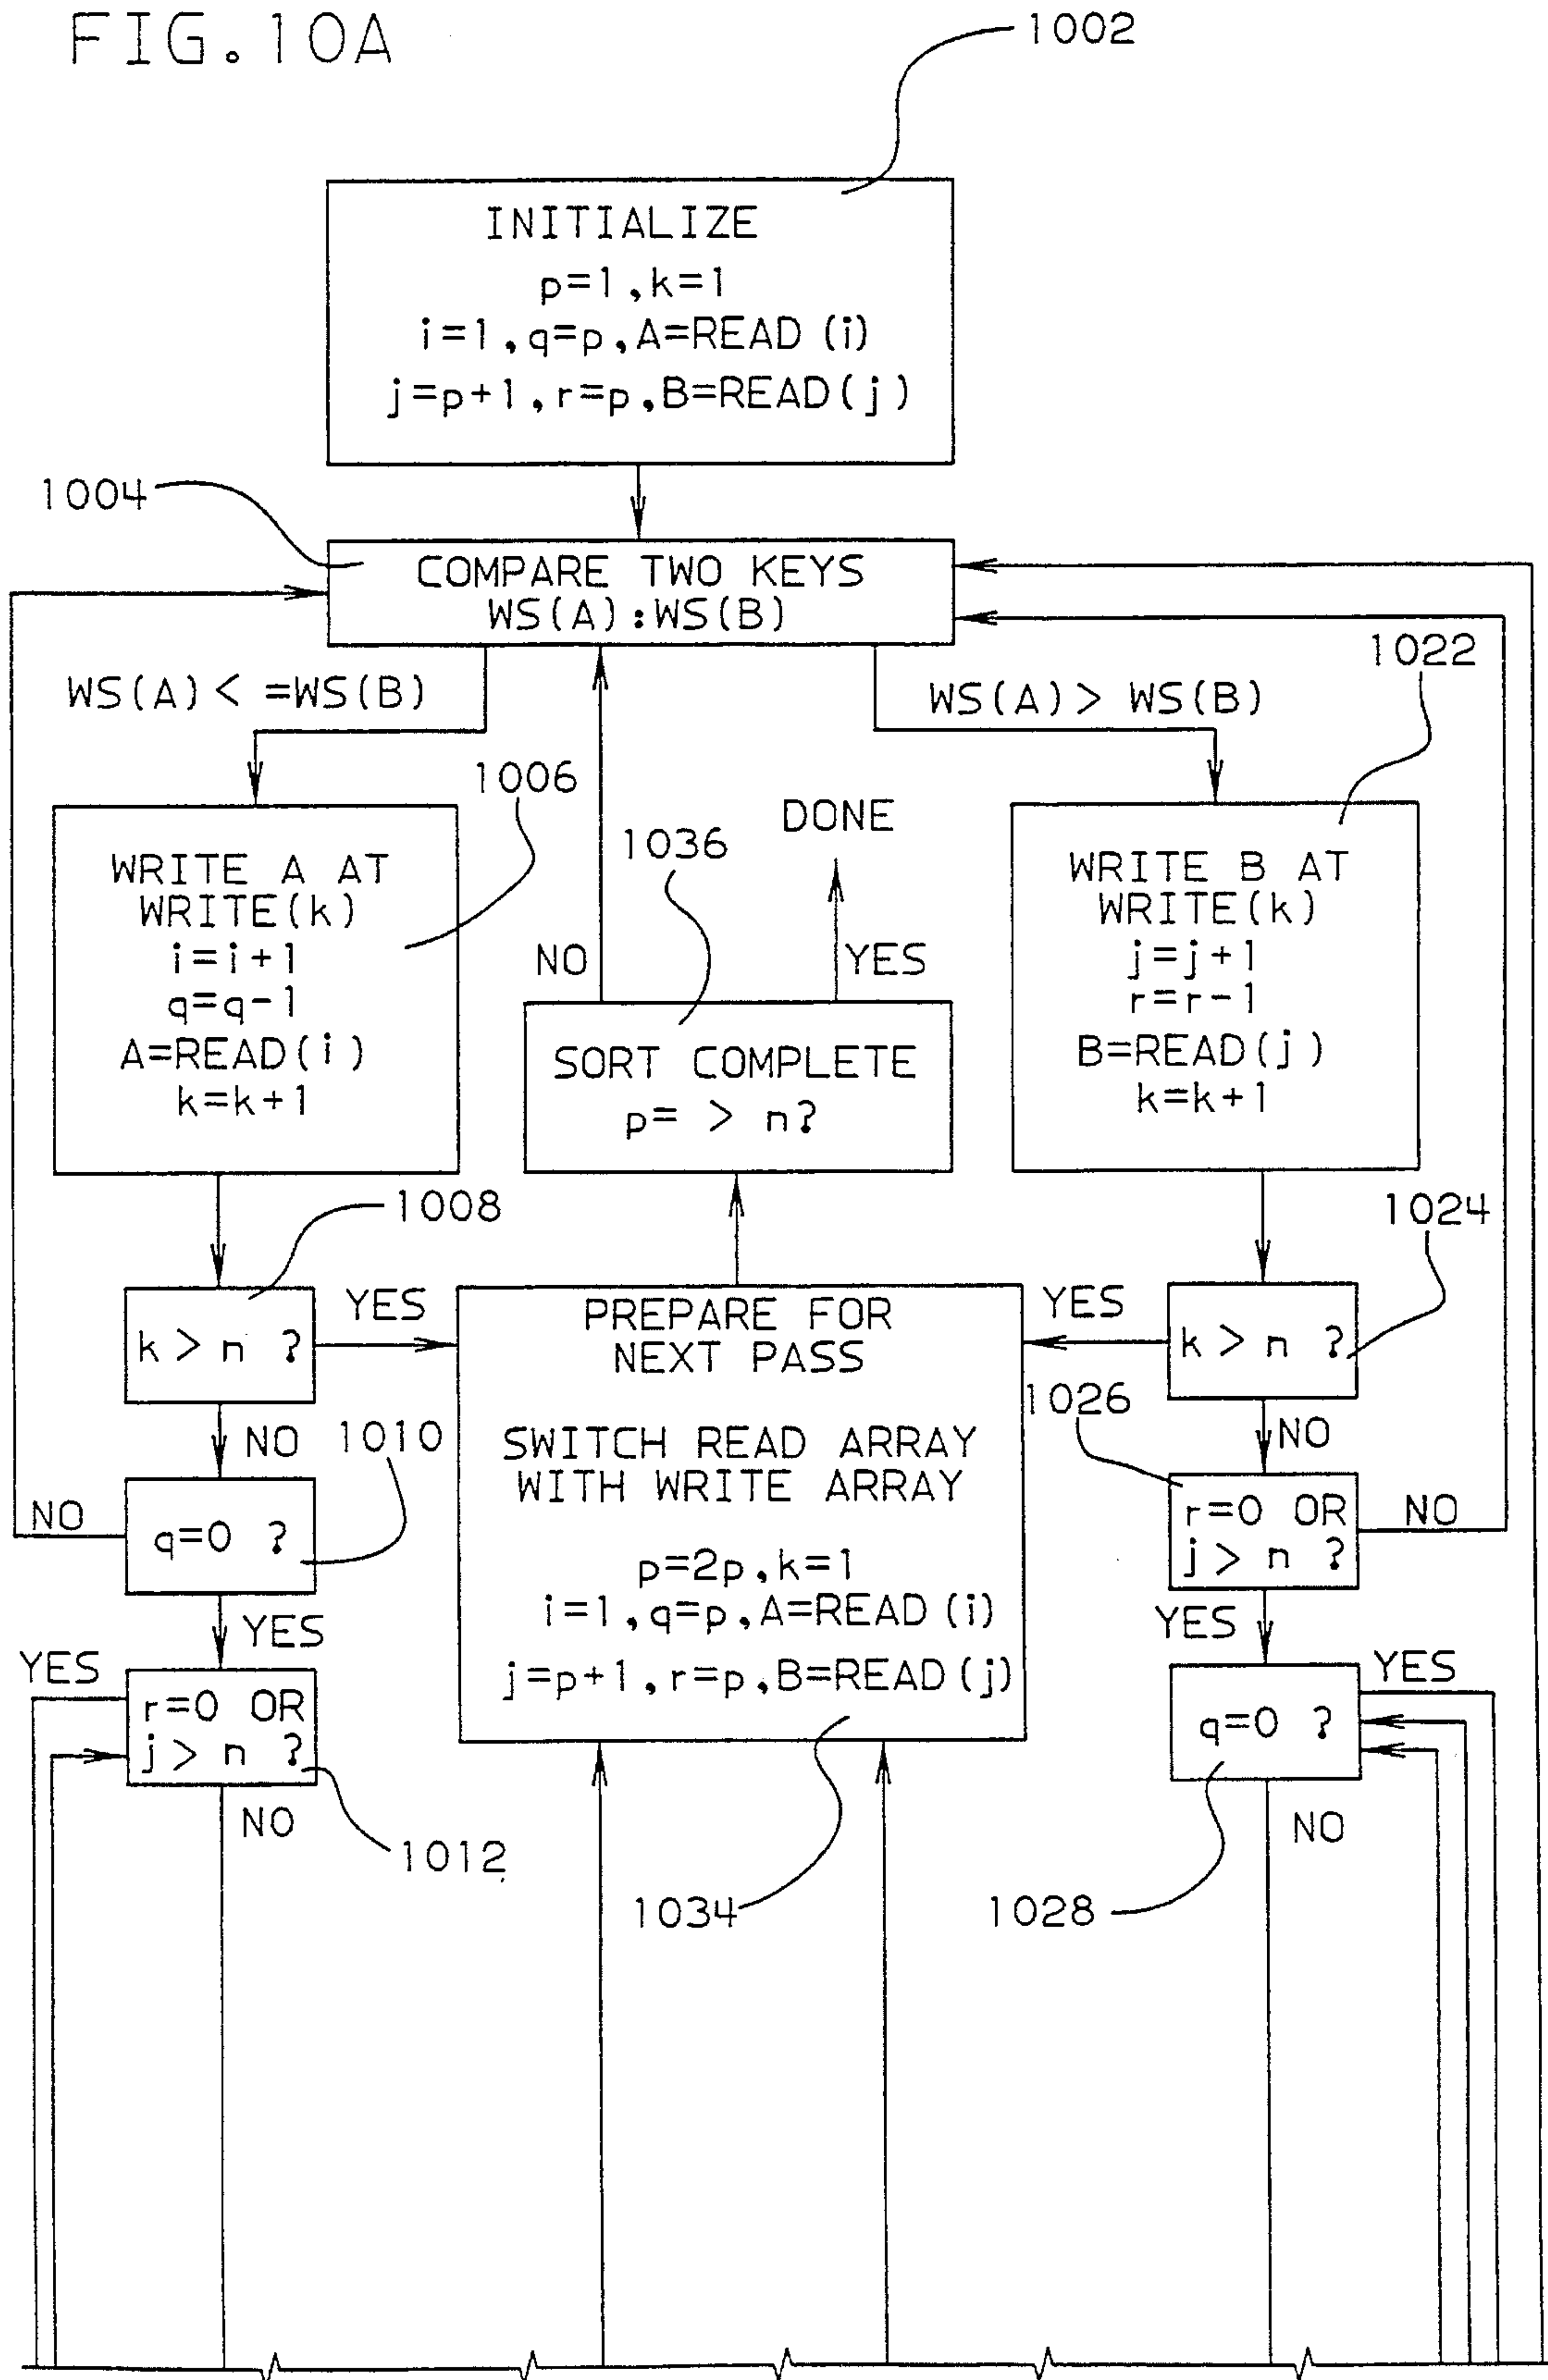 FIG.10A
1002
INITIALIZE
p=1,k=1
i=1,q=p,A=READ(i)
j=p+1,r=p,B=READ(j)
1004
COMPARE TWO KEYS
WS(A):WS(B)
WS(A)< =WS(B)
WS(A)> WS(B)
1022
1006
WRITE A AT
WRITE(k)
i=i+1
q=q-1
A=READ(i)
k=k+1
1036
DONE
NO
YES
SORT COMPLETE
p= > n?
WRITE B AT
WRITE(k)
j=j+1
r=r-1
B=READ(j)
k=k+1
1008
1024
k > n ?
YES
PREPARE FOR
NEXT PASS
SWITCH READ ARRAY
WITH WRITE ARRAY
p=2p,k=1
i=1,q=p,A=READ(i)
j=p+1,r=p,B=READ(j)
YES
k > n ?
NO
1010
1026
NO
NO
q=0 ?
r=0 OR
j > n ?
NO
YES
YES
YES
r=0 OR
j > n ?
q=0 ?
YES
NO
1012
1034
1028
NO